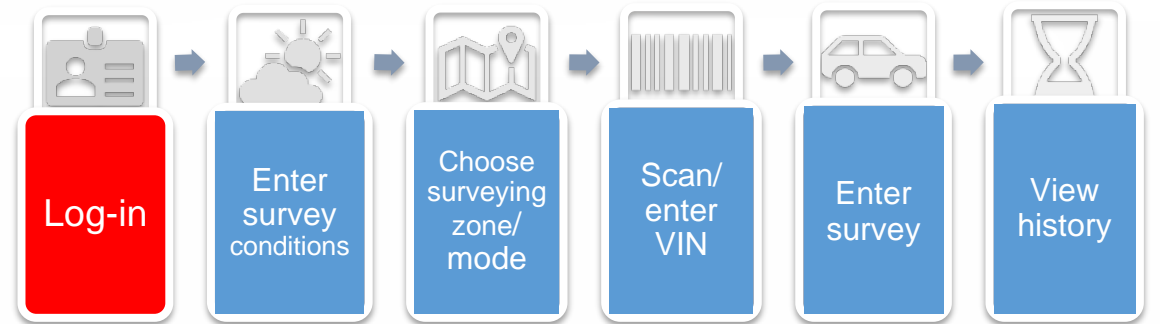 Log-in
Enter
survey
conditions
Choose
surveying
zone/
mode
Scan/
enter
VIN
Enter
survey
View
history